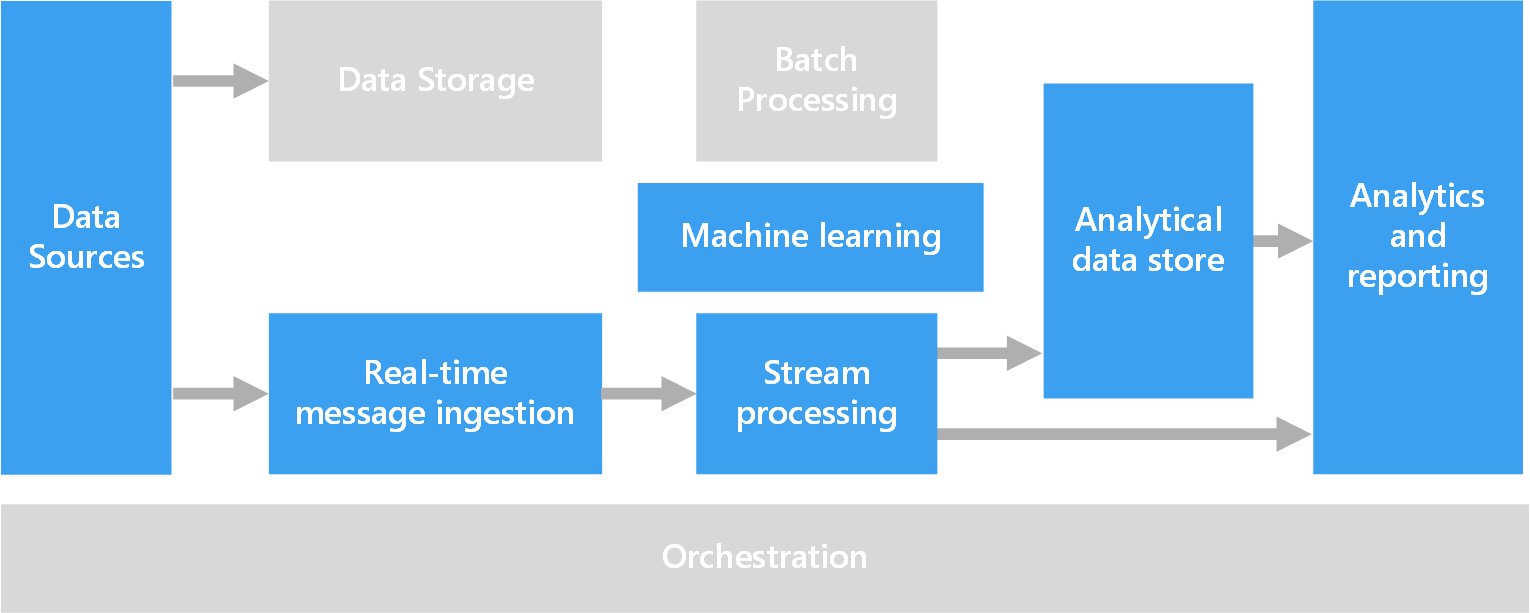 Data
Sources
Data Storage
Batch
Processing
Machine learning
Real-time
message ingestion
Stream
processing
Analytical
data store
Analytics
and
reporting
Orchestration